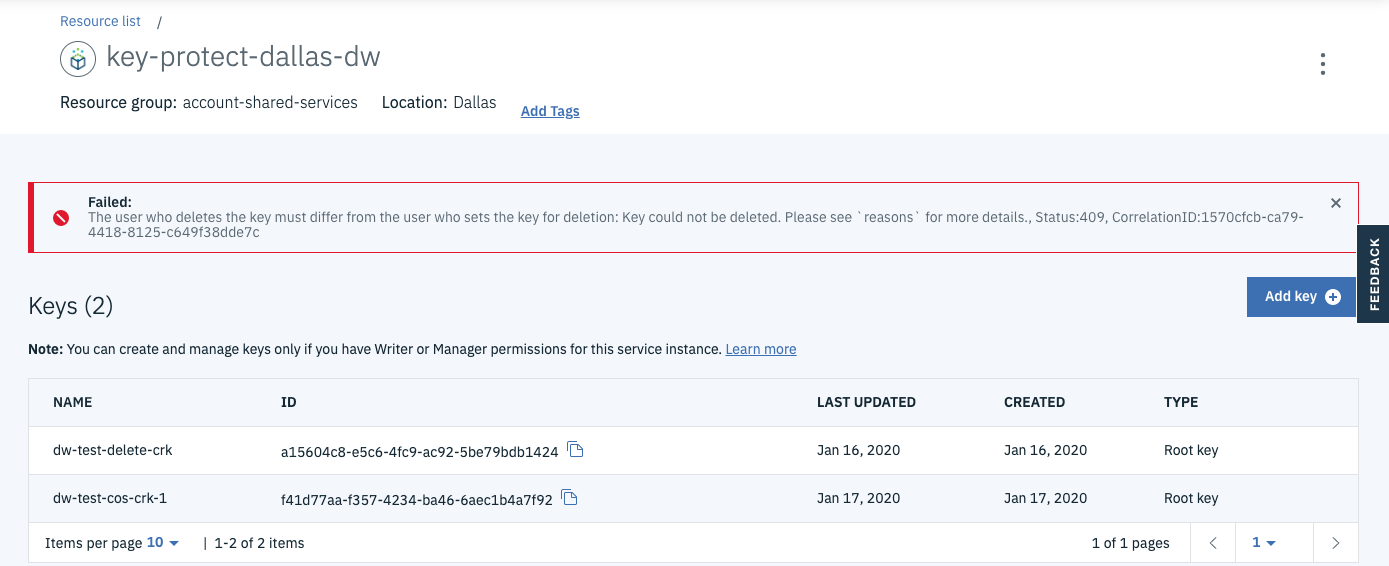 Resource list /
key-protect-dallas-dw
Resource group: account-shared-services Location: Dallas Add Tags
Failed:
The user who deletes the key must differ from the user who sets the key for deletion: Key could not be deleted. Please see `reasons` for more details., Status:409, CorrelationID:1570cfcb-ca79-
4418-8125-c649f38dde7c
FEEDBACK
Keys (2)
Add key
Note: You can create and manage keys only if you have Writer or Manager permissions for this service instance. Learn more
NAME ID LAST UPDATED CREATED TYPE
dw-test-delete-crk a15604c8-e5c6-4fc9-ac92-5be79bdb1424 Jan 16, 2020 Jan 16, 2020 Root key
dw-test-cos-crk-1 f41d77aa-f357-4234-ba46-6aec1b4a7f92 Jan 17, 2020 Jan 17, 2020 Root key
Items per page 10 | 1-2 of 2 items 1 of 1 pages 1